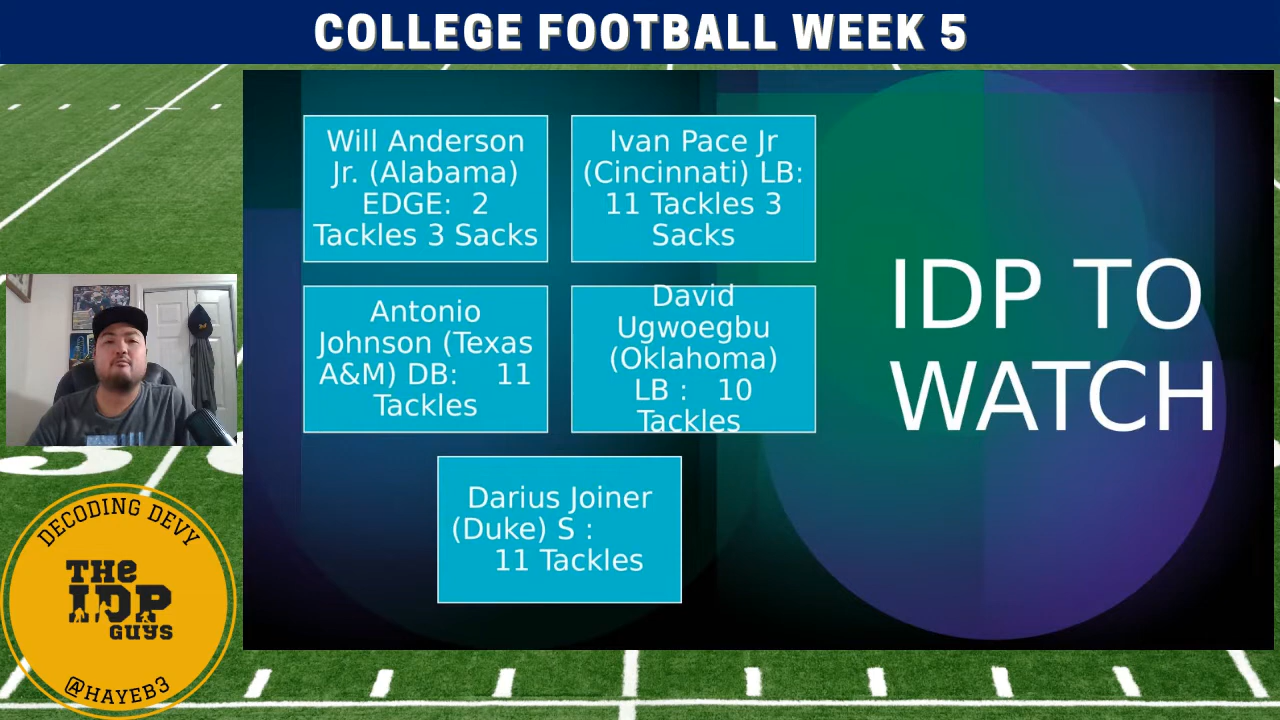 COLLEGE FOOTBALL WEEK 5
Will Anderson
Jr. (Alabama)
EDGE: 2
Tackles 3 Sacks
Ivan Pace Jr
(Cincinnati) LB:
11 Tackles 3
Sacks
Antonio
Johnson (Texas
A&M) DB: 11
Tackles
David
Ugwoegbu
(Oklahoma)
LB : 10
Tackles
Darius Joiner
(Duke) S :
11 Tackles
IDP TO
WATCH
DECODING DEVY
THE
IDP
GUYS
@HAYEB3